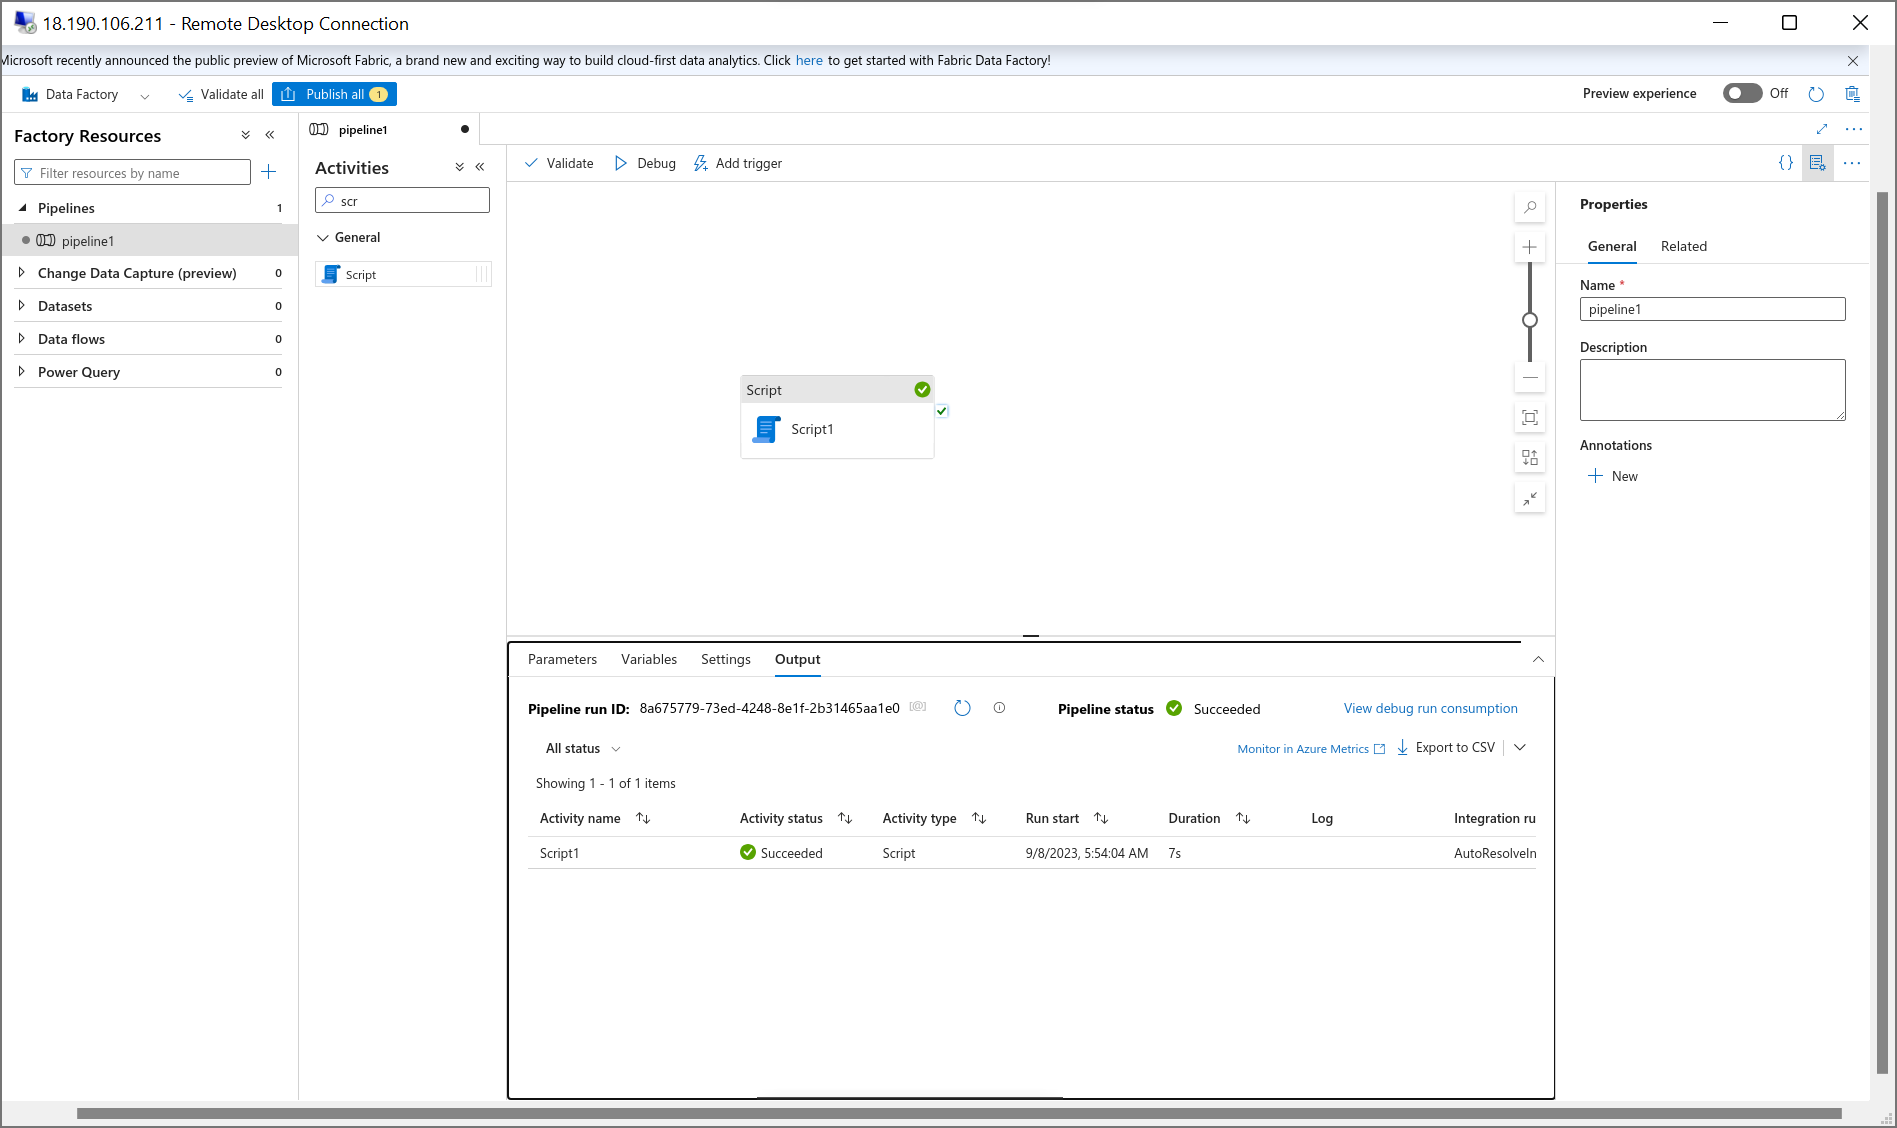 18.190.106.211 - Remote Desktop Connection
Microsoft recently announced the public preview of Microsoft Fabric, a brand new and exciting way to build cloud-first data analytics. Click here to get started with Fabric Data Factory!
Data Factory Validate all Publish all 1 Preview experience Off
Factory Resources
pipeline1
Filter resources by name
Pipelines 1
pipeline1
Change Data Capture (preview) 0
Datasets 0
Data flows 0
Power Query 0
Activities
scr
General
Script
Validate Debug Add trigger
{}
Script
Script1
Properties
General Related
Name *
pipeline1
Description
Annotations
New
Parameters Variables Settings Output
Pipeline run ID: 8a675779-73ed-4248-8e1f-2b31465aa1e0 [@] Pipeline status Succeeded View debug run consumption
All status Monitor in Azure Metrics Export to CSV
Showing 1 - 1 of 1 items
Activity name Activity status Activity type Run start Duration Log Integration ru
Script1 Succeeded Script 9/8/2023, 5:54:04 AM 7s AutoResolveIn